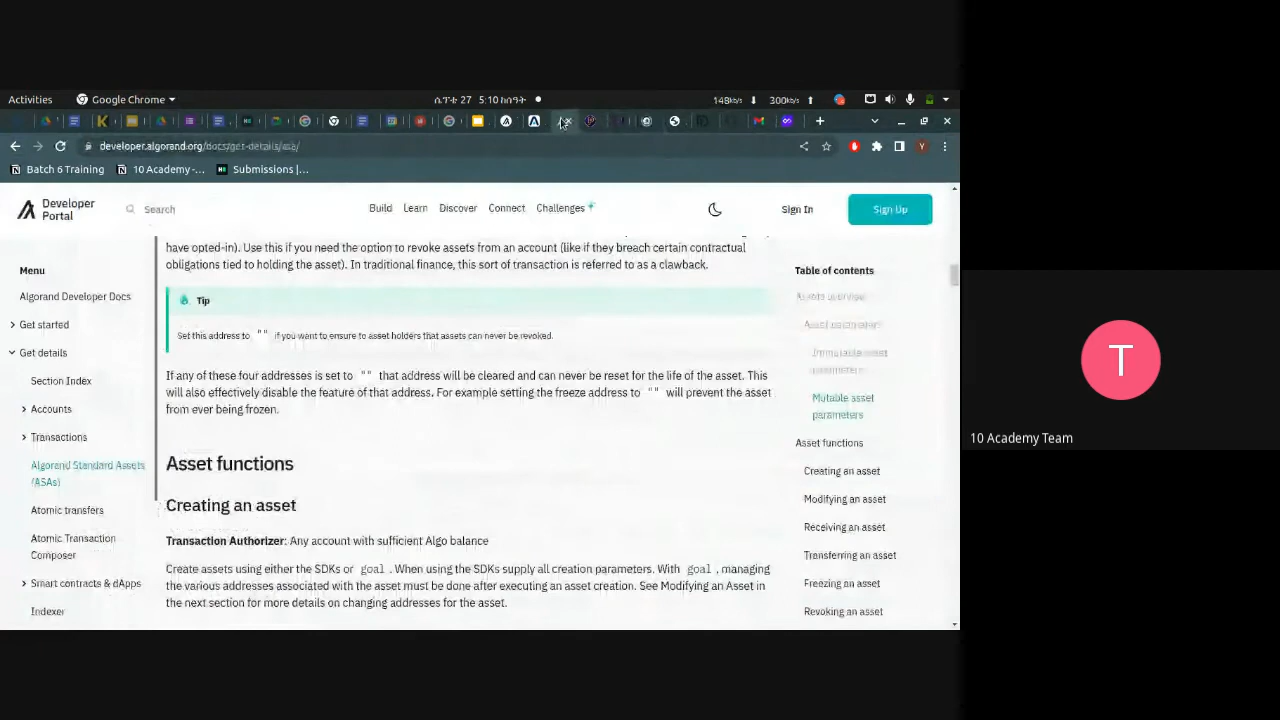 Activities
Google Chrome
ሴፕቴ 27 5:10 ከሰዓት
148kb/s
300kb/s
developer.algorand.org/docs/get-details/asa/
Batch 6 Training
10 Academy -...
Submissions |...
Developer
Portal
Search
Build
Learn
Discover
Connect
Challenges
Sign In
Sign Up
Menu
Algorand Developer Docs
Get started
Get details
Section Index
Accounts
Transactions
Algorand Standard Assets
(ASAs)
Atomic transfers
Atomic Transaction
Composer
Smart contracts & dApps
Indexer
have opted-in). Use this if you need the option to revoke assets from an account (like if they breach certain contractual
obligations tied to holding the asset). In traditional finance, this sort of transaction is referred to as a clawback.
Tip
Set this address to "" if you want to ensure to asset holders that assets can never be revoked.
If any of these four addresses is set to "" that address will be cleared and can never be reset for the life of the asset. This
will also effectively disable the feature of that address. For example setting the freeze address to "" will prevent the asset
from ever being frozen.
Asset functions
Creating an asset
Transaction Authorizer: Any account with sufficient Algo balance
Create assets using either the SDKs or goal . When using the SDKs supply all creation parameters. With goal , managing
the various addresses associated with the asset must be done after executing an asset creation. See Modifying an Asset in
the next section for more details on changing addresses for the asset.
Table of contents
Assets overview
Asset parameters
Immutable asset
parameters
Mutable asset
parameters
Asset functions
Creating an asset
Modifying an asset
Receiving an asset
Transferring an asset
Freezing an asset
Revoking an asset
T
10 Academy Team